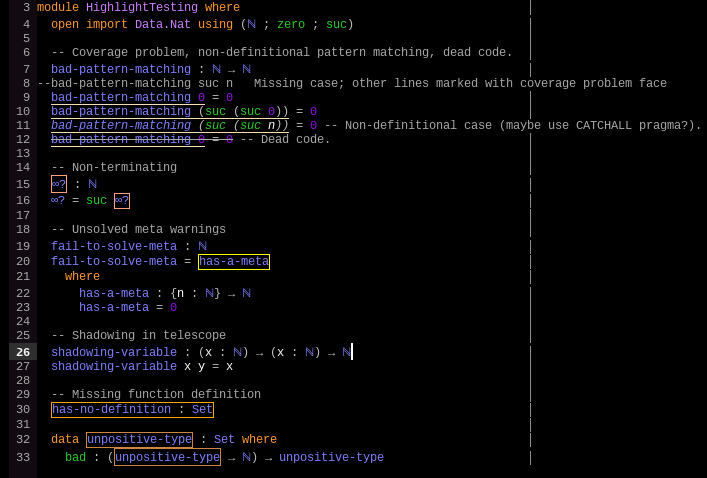 3 module HighlightTesting where
4 open import Data.Nat using (ℕ ; zero ; suc)
5
6 -- Coverage problem, non-definitional pattern matching, dead code.
7 bad-pattern-matching : ℕ → ℕ
8 --bad-pattern-matching suc n   Missing case; other lines marked with coverage problem face
9 bad-pattern-matching 0 = 0
10 bad-pattern-matching (suc (suc 0)) = 0
11 bad-pattern-matching (suc (suc n)) = 0 -- Non-definitional case (maybe use CATCHALL pragma?).
12 bad-pattern-matching 0 = 0 -- Dead code.
13
14 -- Non-terminating
15 ∞? : ℕ
16 ∞? = suc ∞?
17
18 -- Unsolved meta warnings
19 fail-to-solve-meta : ℕ
20 fail-to-solve-meta = has-a-meta
21 where
22 has-a-meta : {n : ℕ} → ℕ
23 has-a-meta = 0
24
25 -- Shadowing in telescope
26 shadowing-variable : (x : ℕ) → (x : ℕ) → ℕ
27 shadowing-variable x y = x
28
29 -- Missing function definition
30 has-no-definition : Set
31
32 data unpositive-type : Set where
33 bad : (unpositive-type → ℕ) → unpositive-type